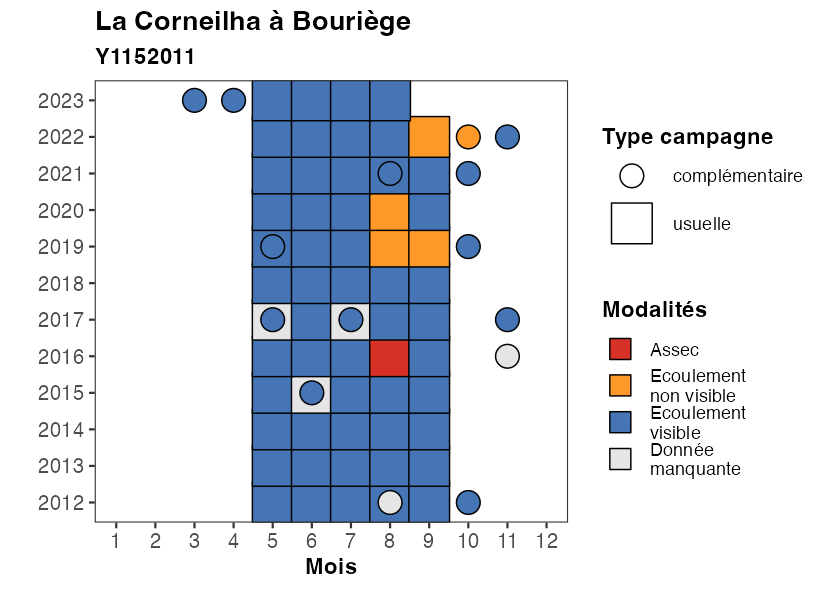 La Corneilha à Bouriège
Y1152011
2023
2022
2021
2020
2019
2018
2017
2016
2015
2014
2013
2012
1 2 3 4 5 6 7 8 9 10 11 12
Mois
Type campagne
complémentaire
usuelle
Modalités
Assec
Ecoulement
non visible
Ecoulement
visible
Donnée
manquante